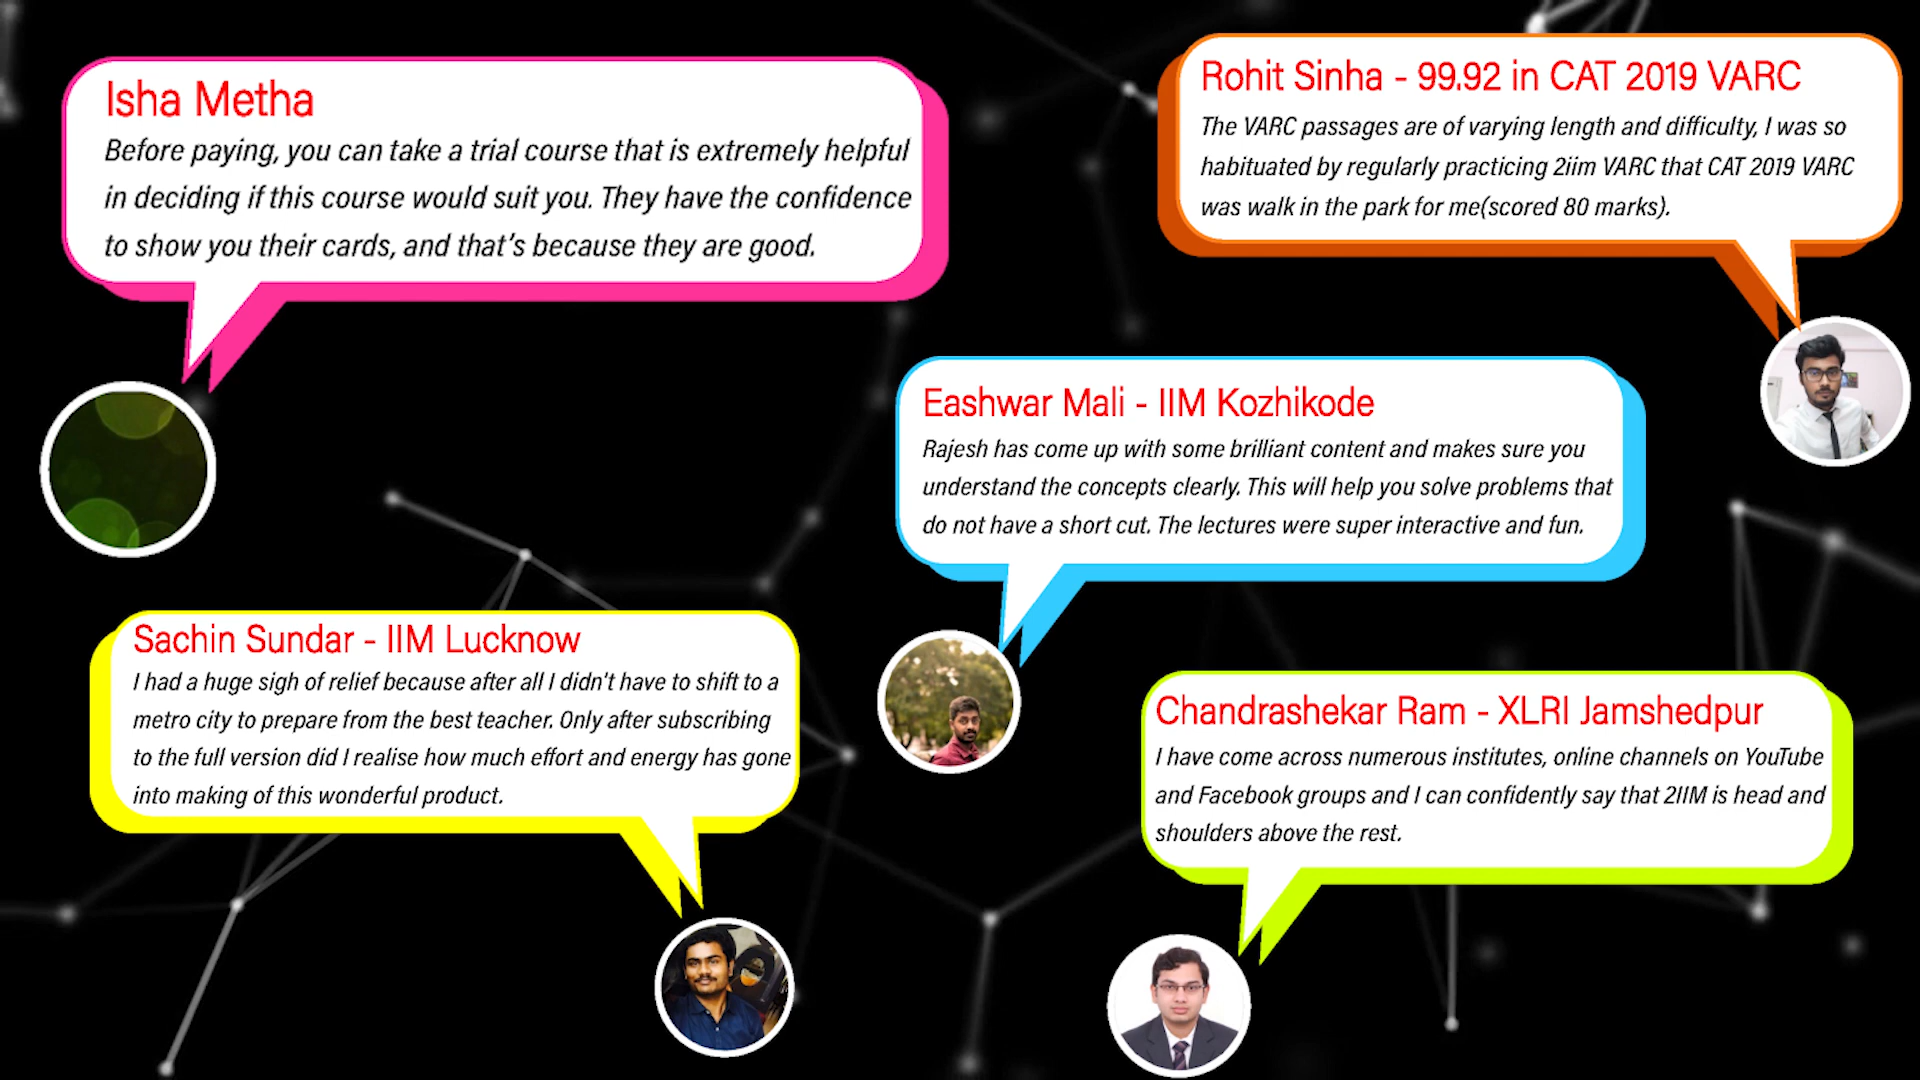 Isha Metha
Before paying, you can take a trial course that is extremely helpful
in deciding if this course would suit you. They have the confidence
to show you their cards, and that's because they are good.
Rohit Sinha - 99.92 in CAT 2019 VARC
The VARC passages are of varying length and difficulty, I was so
habituated by regularly practicing 2iim VARC that CAT 2019 VARC
was walk in the park for me(scored 80 marks).
Eashwar Mali - IIM Kozhikode
Rajesh has come up with some brilliant content and makes sure you
understand the concepts clearly. This will help you solve problems that
do not have a short cut. The lectures were super interactive and fun.
Sachin Sundar - IIM Lucknow
I had a huge sigh of relief because after all I didn't have to shift to a
metro city to prepare from the best teacher. Only after subscribing
to the full version did I realise how much effort and energy has gone
into making of this wonderful product.
Chandrashekar Ram - XLRI Jamshedpur
I have come across numerous institutes, online channels on YouTube
and Facebook groups and I can confidently say that 2IIM is head and
shoulders above the rest.